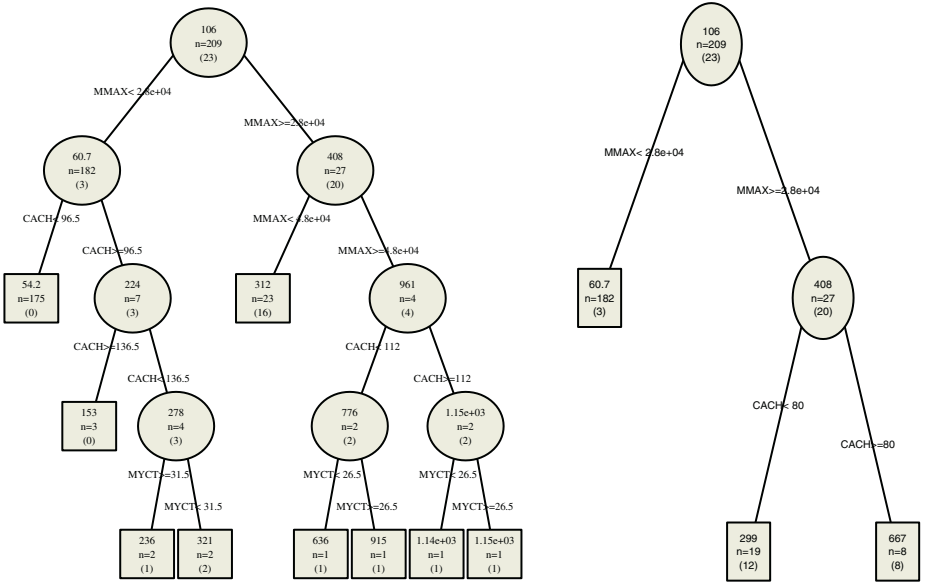 106
n=209
(23)
MMAX< 2.8e+04
MMAX>=2.8e+04
60.7
n=182
(3)
408
n=27
(20)
CACH< 96.5
CACH>=96.5
MMAX< 4.8e+04
MMAX>=4.8e+04
54.2
n=175
(0)
224
n=7
(3)
312
n=23
(16)
961
n=4
(4)
CACH>=136.5
CACH< 136.5
CACH< 112
CACH>=112
153
n=3
(0)
278
n=4
(3)
776
n=2
(2)
1.15e+03
n=2
(2)
MYCT>=31.5
MYCT< 31.5
MYCT< 26.5
MYCT>=26.5
MYCT< 26.5
MYCT>=26.5
236
n=2
(1)
321
n=2
(2)
636
n=1
(1)
915
n=1
(1)
1.14e+03
n=1
(1)
1.15e+03
n=1
(1)
106
n=209
(23)
MMAX< 2.8e+04
MMAX>=2.8e+04
60.7
n=182
(3)
408
n=27
(20)
CACH< 80
CACH>=80
299
n=19
(12)
667
n=8
(8)